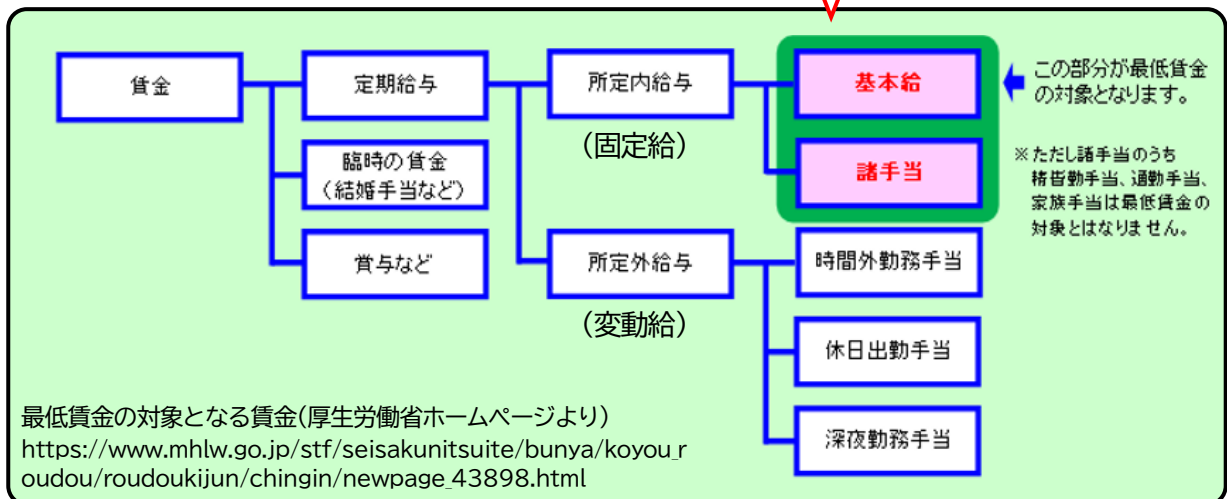 賃金
定期給与
所定内給与
基本給
この部分が最低賃金
の対象となります。
(固定給)
臨時の賃金
(結婚手当など)
諸手当
※ただし諸手当のうち
精皆勤手当、通勤手当、
家族手当は最低賃金の
対象とはなりません。
賞与など
所定外給与
時間外勤務手当
(変動給)
休日出勤手当
深夜勤務手当
最低賃金の対象となる賃金(厚生労働省ホームページより)
https://www.mhlw.go.jp/stf/seisakunitsuite/bunya/koyou_r
oudou/roudoukijun/chingin/newpage_43898.html